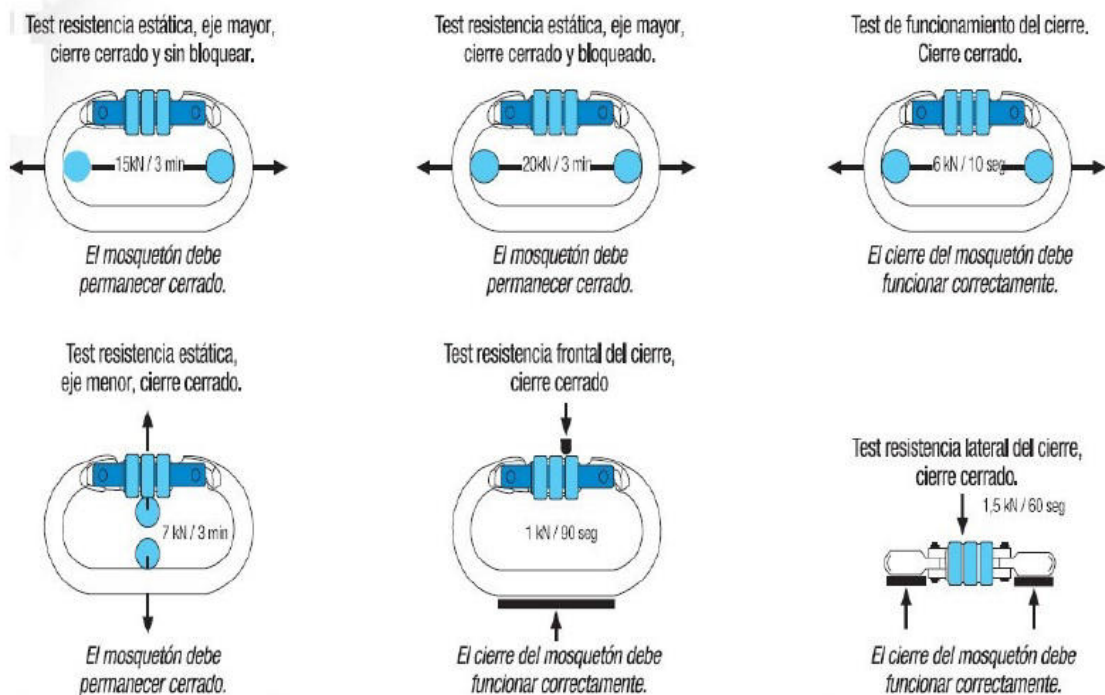 Test resistencia estática, eje mayor,
cierre cerrado y sin bloquear.
15kN / 3 min
El mosquetón debe
permanecer cerrado.
Test resistencia estática, eje mayor,
cierre cerrado y bloqueado.
20kN / 3 min
El mosquetón debe
permanecer cerrado.
Test de funcionamiento del cierre.
Cierre cerrado.
6 kN / 10 seg
El cierre del mosquetón debe
funcionar correctamente.
Test resistencia estática,
eje menor, cierre cerrado.
7 kN / 3 min
El mosquetón debe
permanecer cerrado.
Test resistencia frontal del cierre,
cierre cerrado
1 kN / 90 seg
El cierre del mosquetón debe
funcionar correctamente.
Test resistencia lateral del cierre,
cierre cerrado.
1,5 kN / 60 seg
El cierre del mosquetón debe
funcionar correctamente.